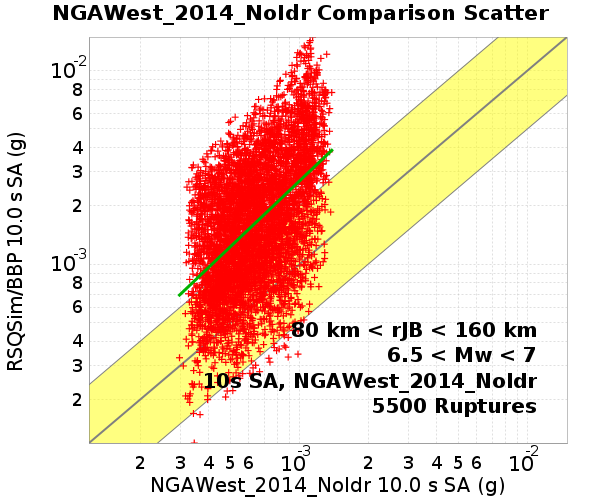 NGAWest_2014_NoIdr Comparison Scatter
RSQSim/BBP 10.0 s SA (g)
10-2
8
6
4
3
2
10-3
8
6
4
3
2
80 km < rJB < 160 km
6.5 < Mw < 7
10s SA, NGAWest_2014_NoIdr
5500 Ruptures
2 3 4 5 6 10-3 2 3 4 5 6 10-2
NGAWest_2014_NoIdr 10.0 s SA (g)